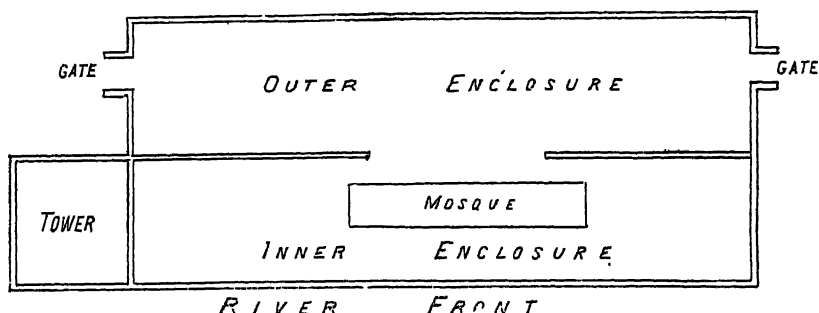 GATE
OUTER ENCLOSURE
GATE
MOSQUE
TOWER
INNER ENCLOSURE
RIVER FRONT